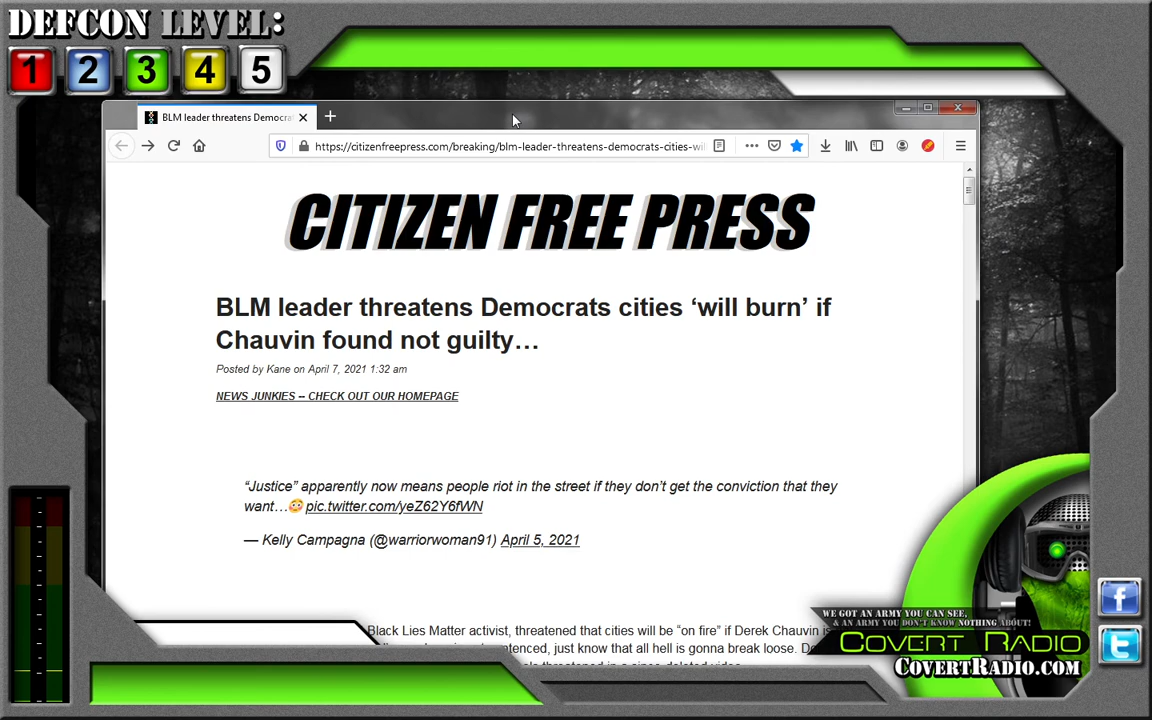 DEFCON LEVEL:
1 2 3 4 5
BLM leader threatens Democra
https://citizenfreepress.com/breaking/blm-leader-threatens-democrats-cities-wi
CITIZEN FREE PRESS
BLM leader threatens Democrats cities ‘will burn’ if
Chauvin found not guilty…
Posted by Kane on April 7, 2021 1:32 am
NEWS JUNKIES -- CHECK OUT OUR HOMEPAGE
“Justice” apparently now means people riot in the street if they don’t get the conviction that they
want…😳 pic.twitter.com/yeZ62Y6fWN
— Kelly Campagna (@warriorwoman91) April 5, 2021
Black Lies Matter activist, threatened that cities will be “on fire” if Derek Chauvin is
sentenced, just know that all hell is gonna break loose.
threatened in a since-deleted video
WE GOT AN ARMY YOU CAN SEE,
& AN ARMY YOU DON'T KNOW NOTHING ABOUT!
COVERT RADIO
COVERTRADIO.COM